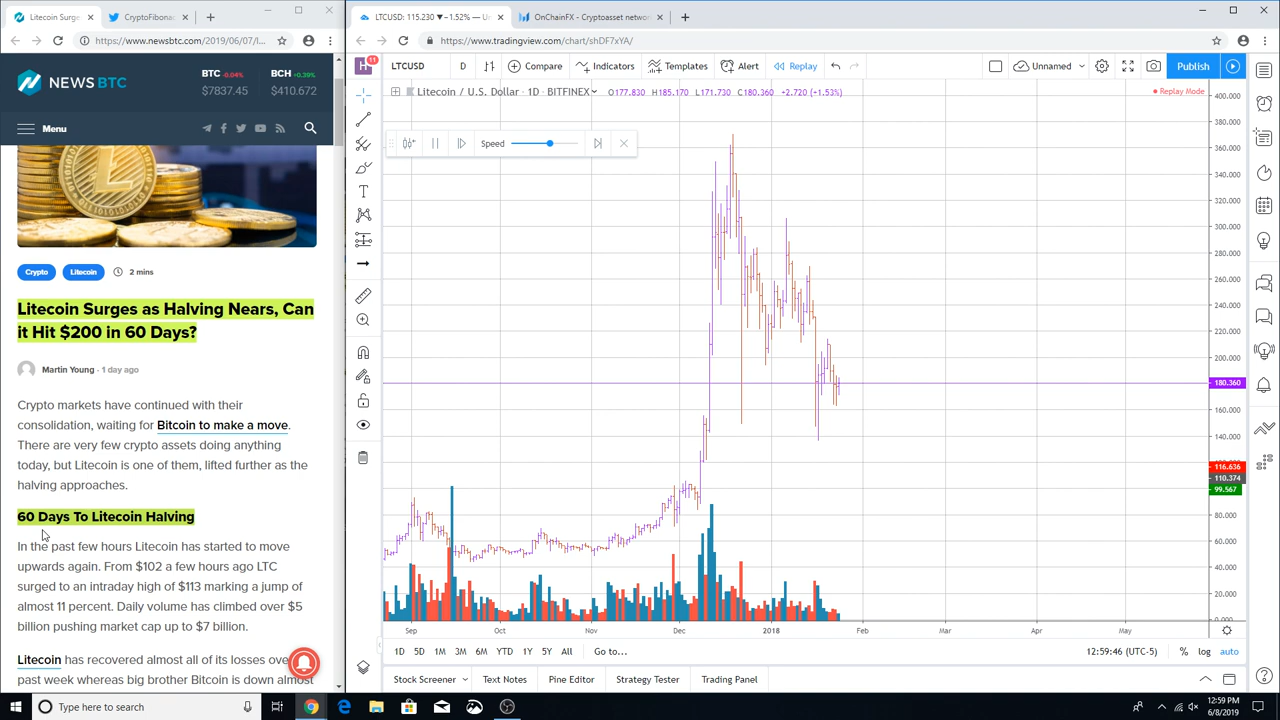 Litecoin Surge
CryptoFibona
LTCUSD: 115.230 ▼−1.52% — Un
OnChainFX - Cryptoasset netwo
https://www.newsbtc.com/2019/06/07/l...
https://www.tradingview.com/chart/shDF7xYA/
NEWSBTC
BTC -0.04%
$7837.45
BCH +0.39%
$410.672
Menu
Crypto
Litecoin
2 mins
Litecoin Surges as Halving Nears, Can
it Hit $200 in 60 Days?
Martin Young - 1 day ago
Crypto markets have continued with their
consolidation, waiting for Bitcoin to make a move.
There are very few crypto assets doing anything
today, but Litecoin is one of them, lifted further as the
halving approaches.
60 Days To Litecoin Halving
In the past few hours Litecoin has started to move
upwards again. From $102 a few hours ago LTC
surged to an intraday high of $113 marking a jump of
almost 11 percent. Daily volume has climbed over $5
billion pushing market cap up to $7 billion.
Litecoin has recovered almost all of its losses ove
past week whereas big brother Bitcoin is down almost
H
11
LTCUSD
D
Compare
Indicators
Templates
Alert
Replay
Unnamed
Publish
Litecoin / U.S. Dollar · 1D · BITFINEX
O177.830 H185.170 L171.730 C180.360 +2.720 (+1.53%)
Replay Mode
Speed
400.000
380.000
360.000
340.000
320.000
300.000
280.000
260.000
240.000
220.000
200.000
180.360
160.000
140.000
116.636
110.374
99.567
80.000
60.000
40.000
20.000
0.000
Sep
Oct
Nov
Dec
2018
Feb
Mar
Apr
May
1D 5D 1M 3M 6M YTD 1Y 5Y All Go to...
12:59:46 (UTC-5) % log auto
Stock Screener
Text Notes
Pine Editor
Strategy Tester
Trading Panel
Type here to search
12:59 PM
6/8/2019